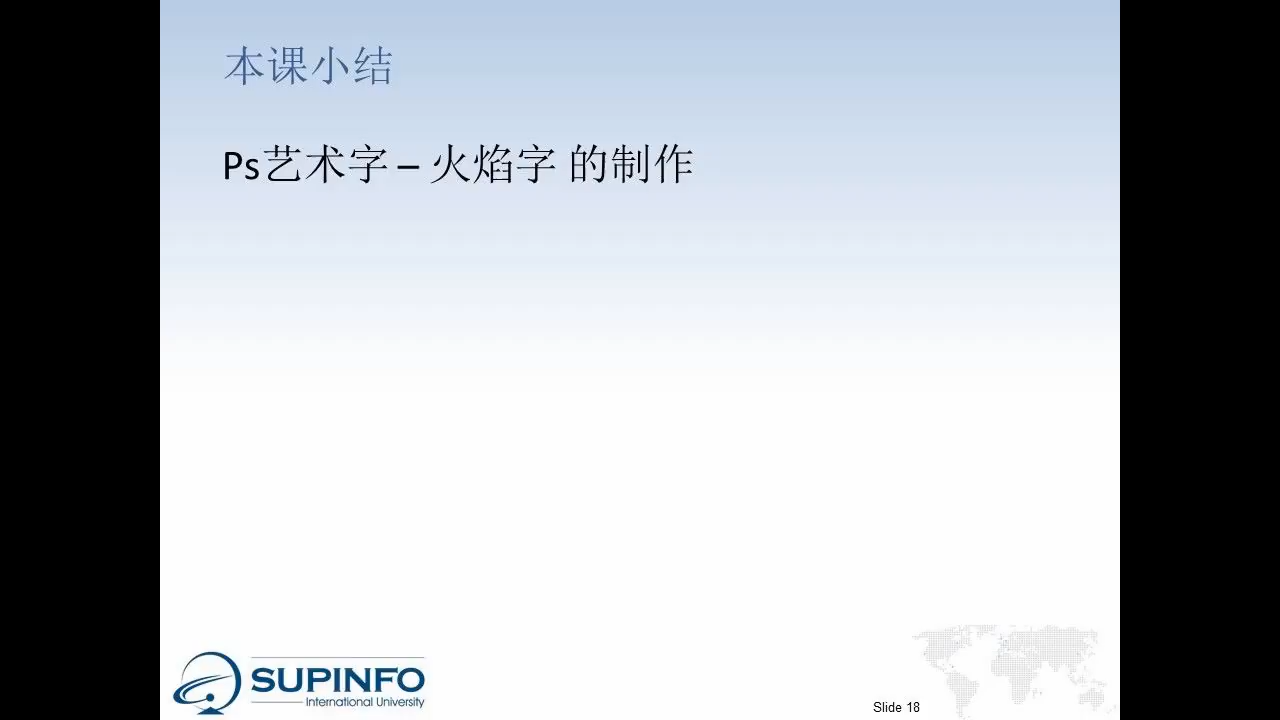 本课小结
Ps艺术字 – 火焰字 的制作
SUPINFO
International University
Slide 18